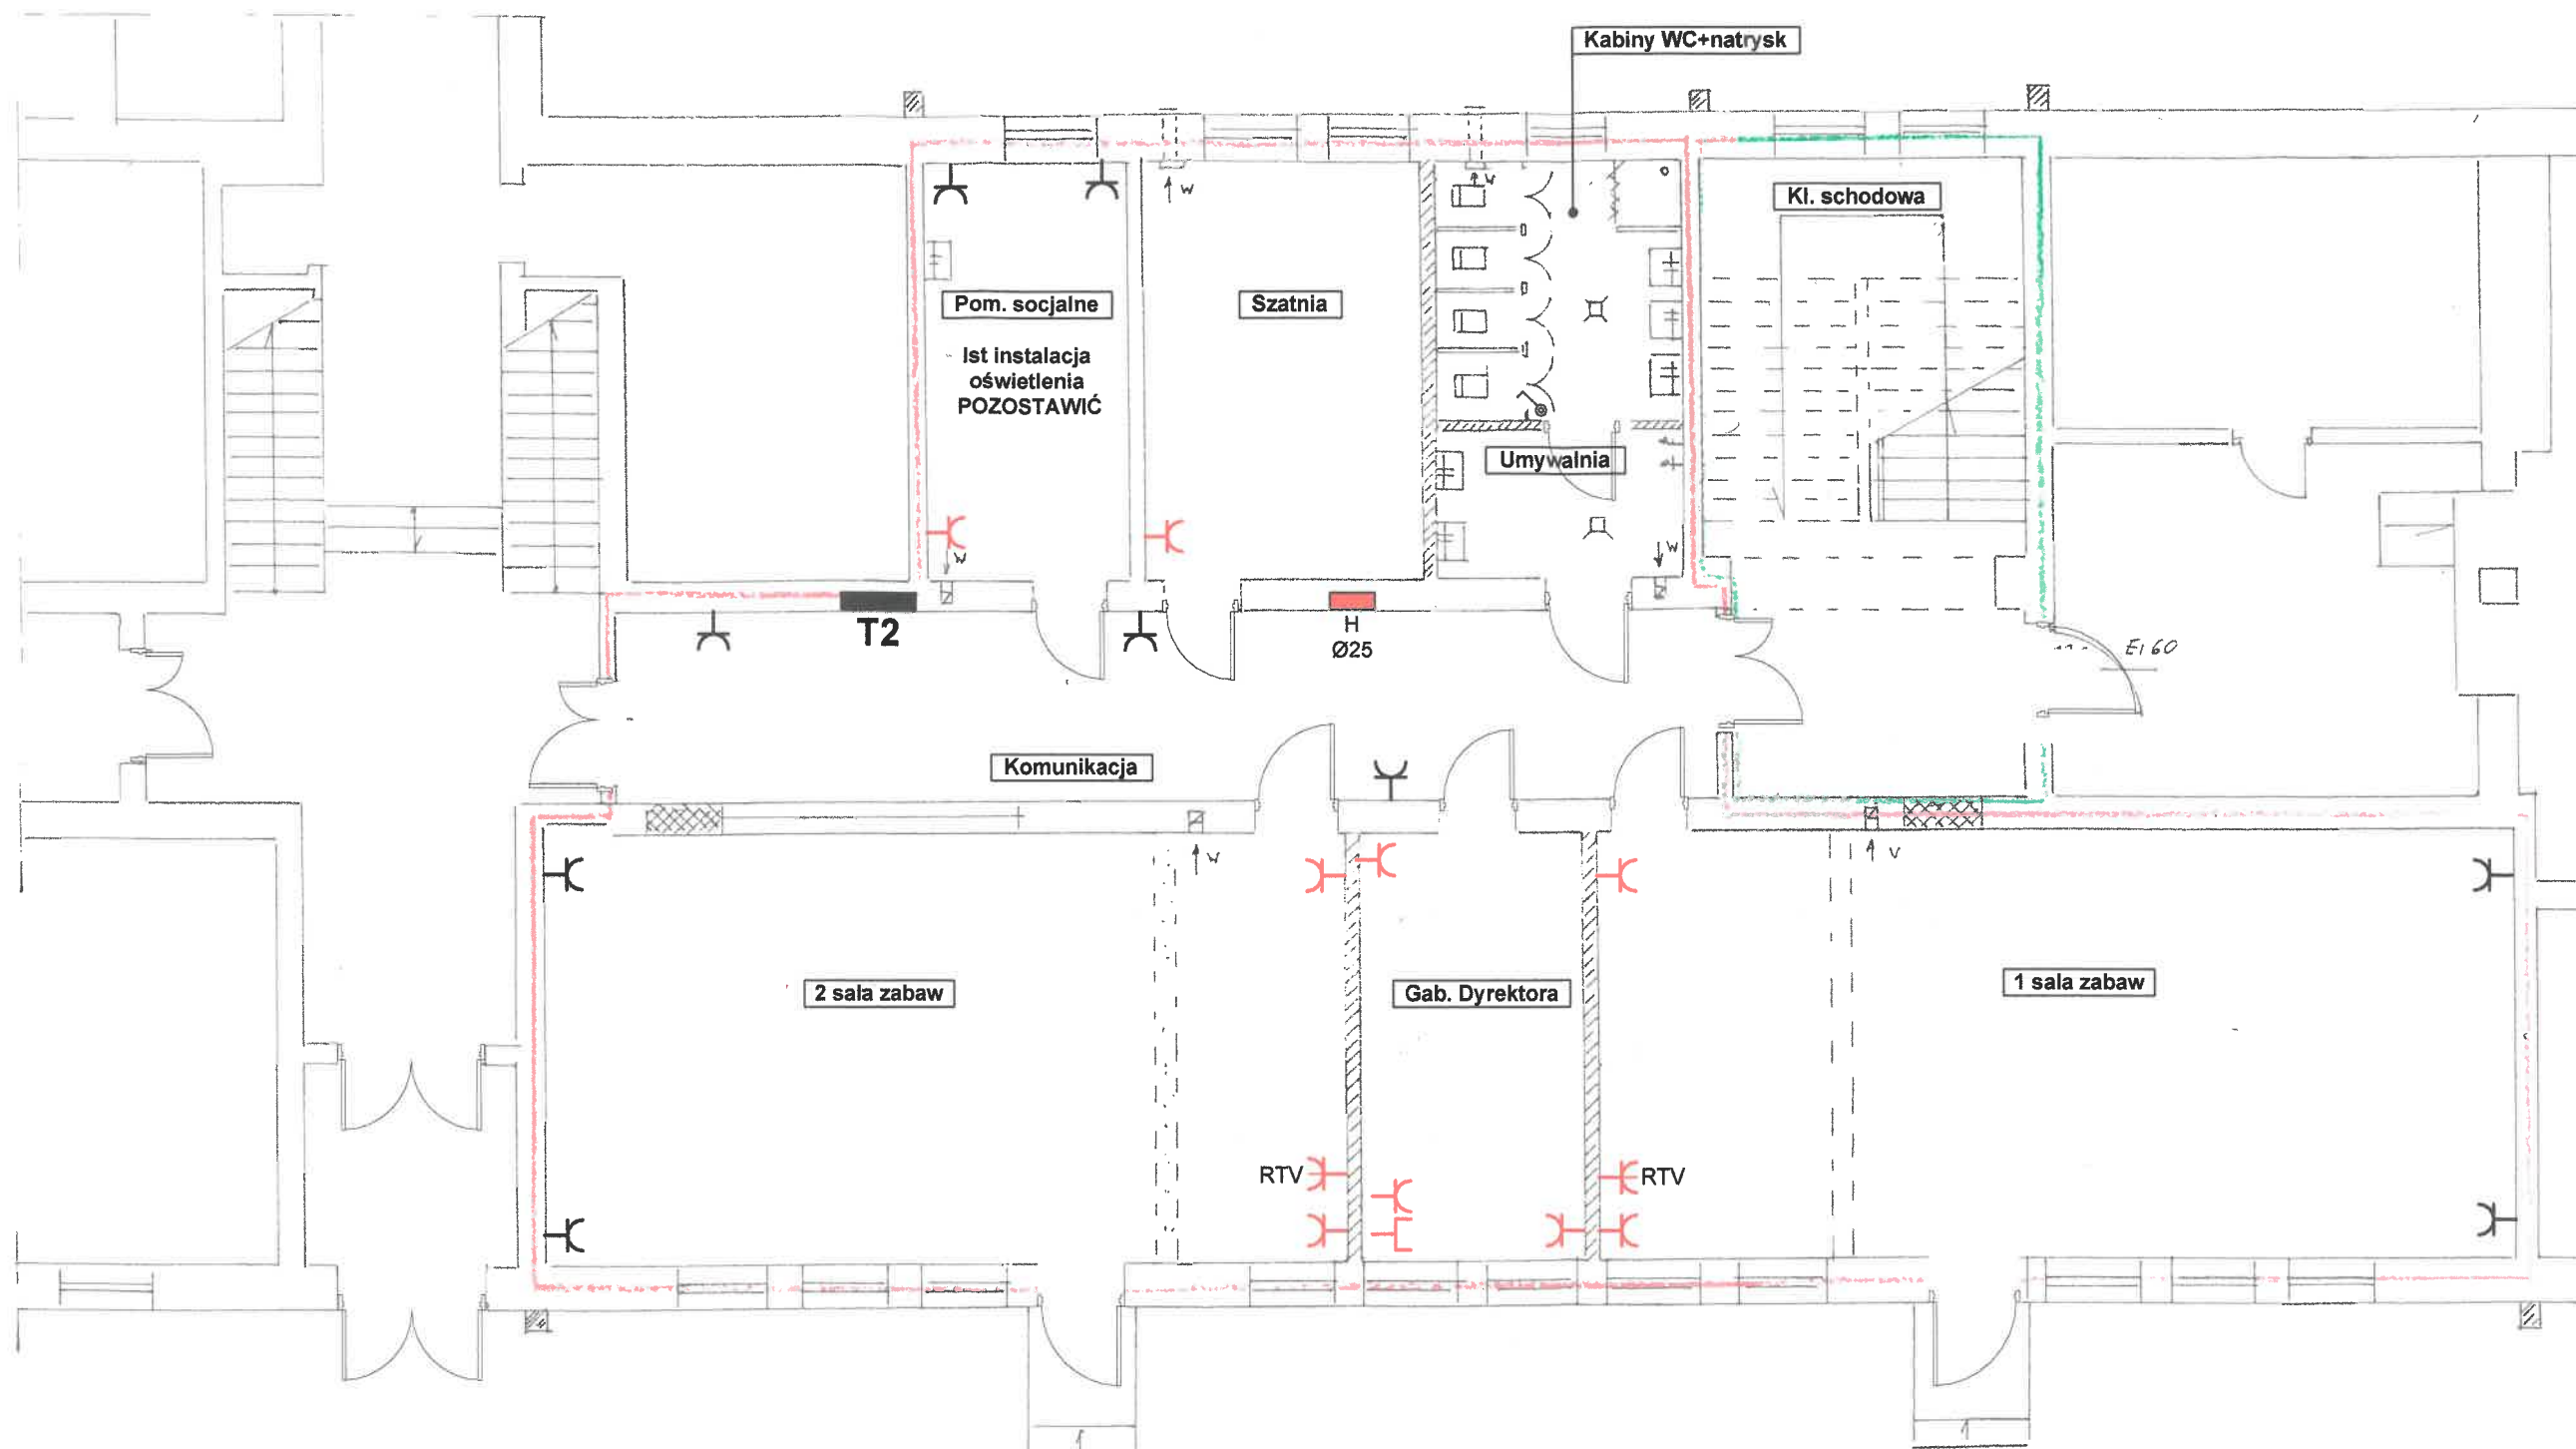 Kabiny WC+natrysk
Kl. schodowa
W
W
Pom. socjalne
Szatnia
Ist instalacja
oświetlenia
POZOSTAWIĆ
Umywalnia
W
W
T2
H
Ø25
EI 60
Komunikacja
W
V
2 sala zabaw
Gab. Dyrektora
1 sala zabaw
RTV
RTV